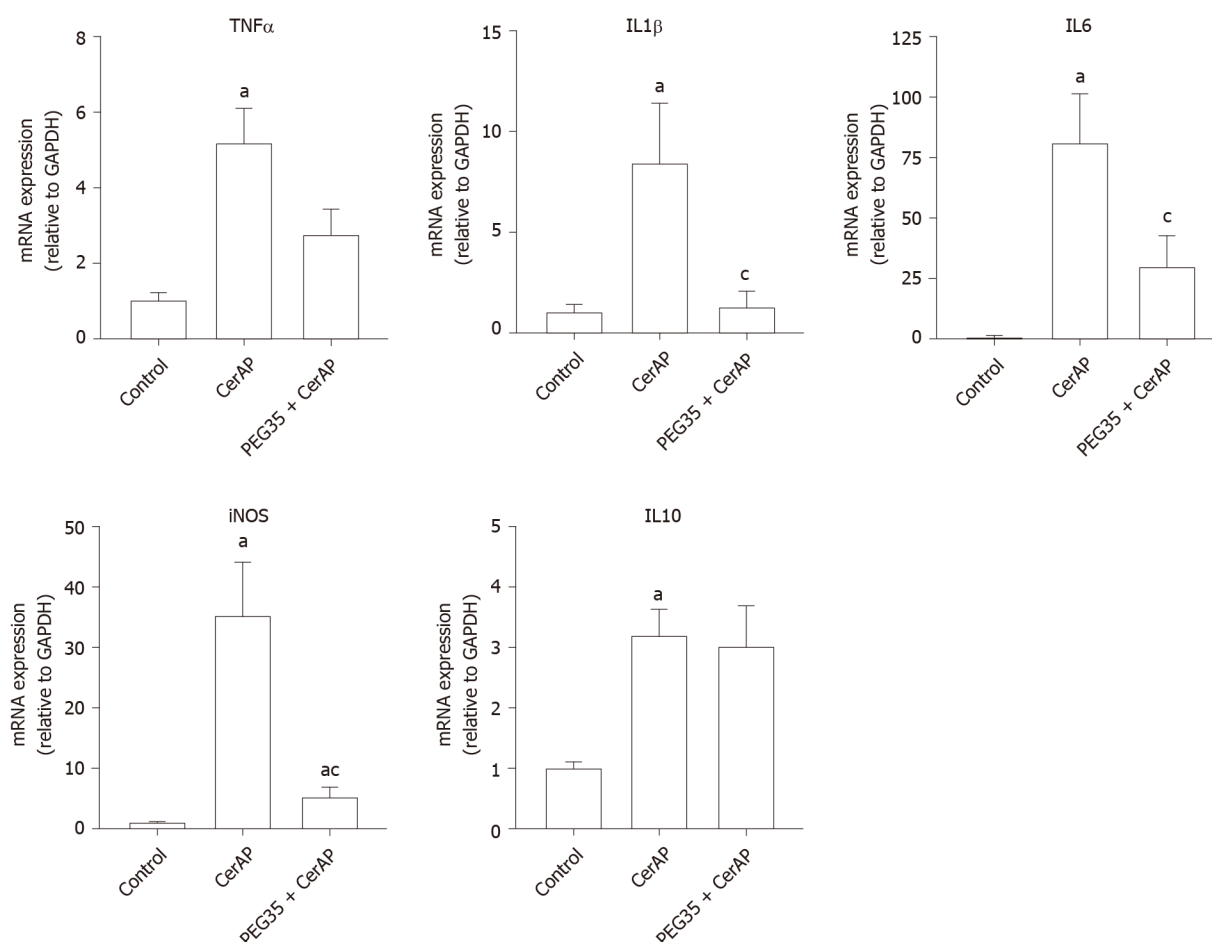 TNFα
mRNA expression
(relative to GAPDH)
8
6
4
2
0
a
Control
CerAP
PEG35 + CerAP
IL1β
mRNA expression
(relative to GAPDH)
15
10
5
0
a
c
Control
CerAP
PEG35 + CerAP
IL6
mRNA expression
(relative to GAPDH)
125
100
75
50
25
0
a
c
Control
CerAP
PEG35 + CerAP
iNOS
mRNA expression
(relative to GAPDH)
50
40
30
20
10
0
a
ac
Control
CerAP
PEG35 + CerAP
IL10
mRNA expression
(relative to GAPDH)
5
4
3
2
1
0
a
Control
CerAP
PEG35 + CerAP